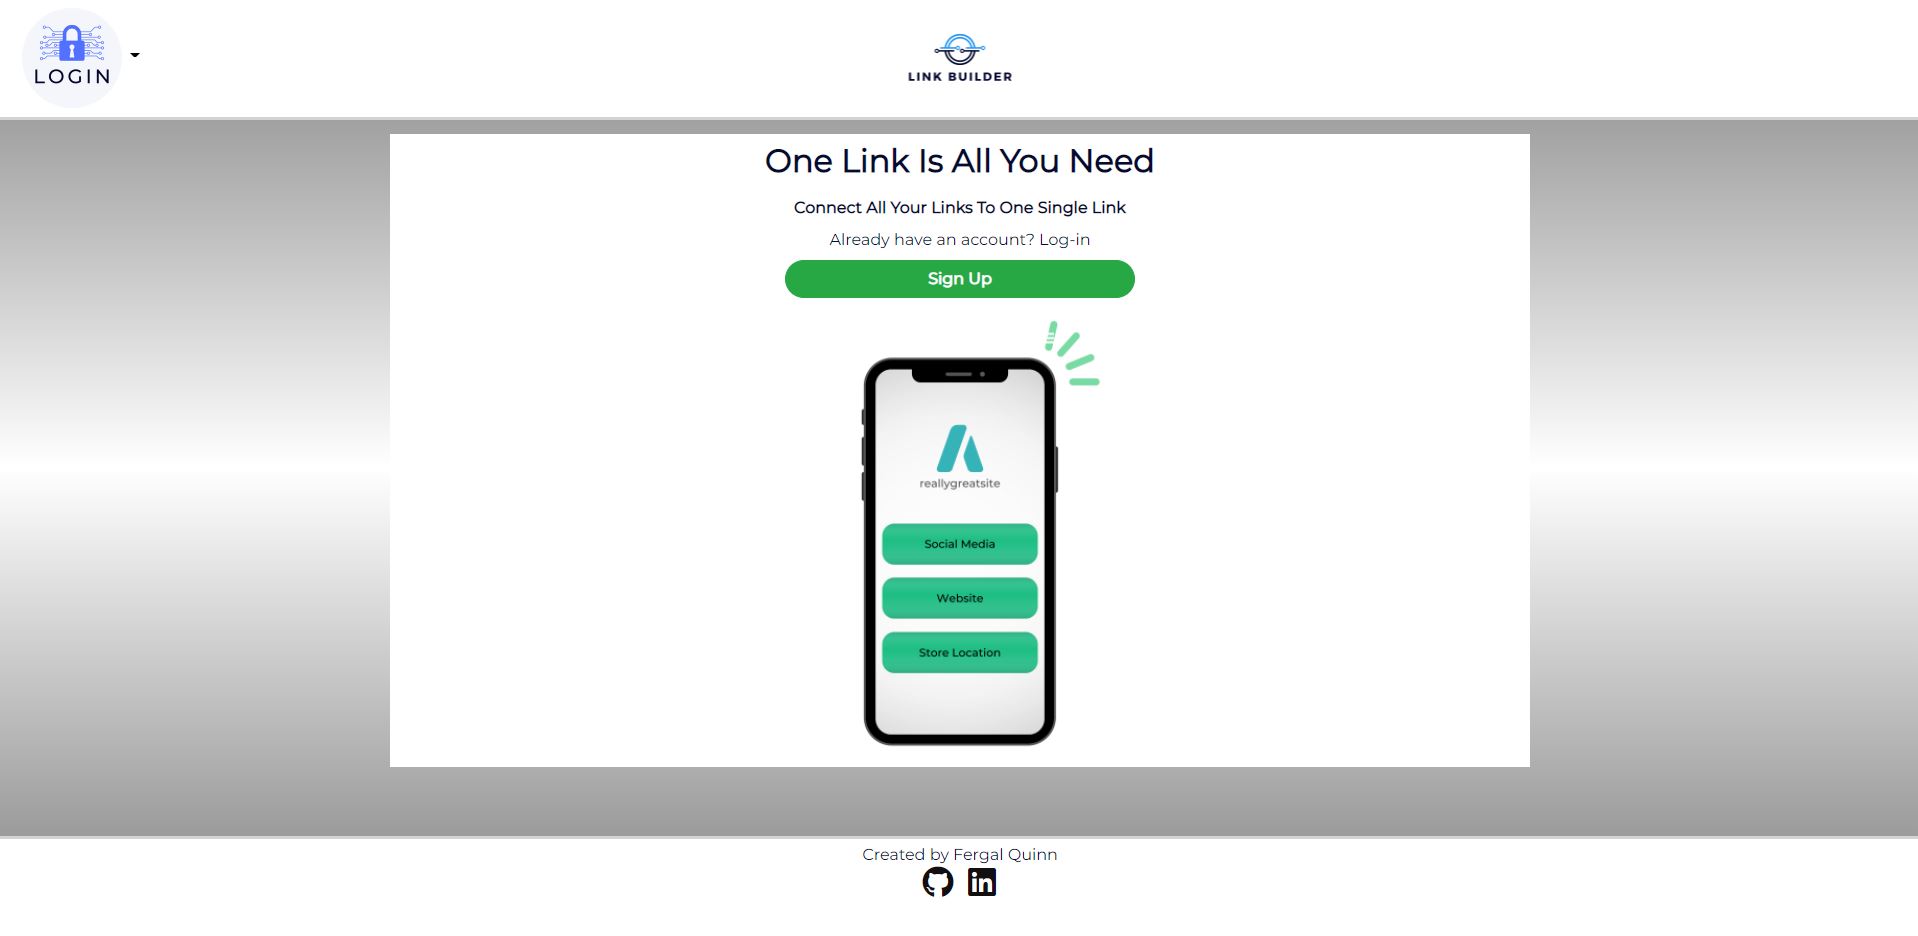 LOGIN
LINK BUILDER
One Link Is All You Need
Connect All Your Links To One Single Link
Already have an account? Log-in
Sign Up
reallygreatsite
Social Media
Website
Store Location
Created by Fergal Quinn
in